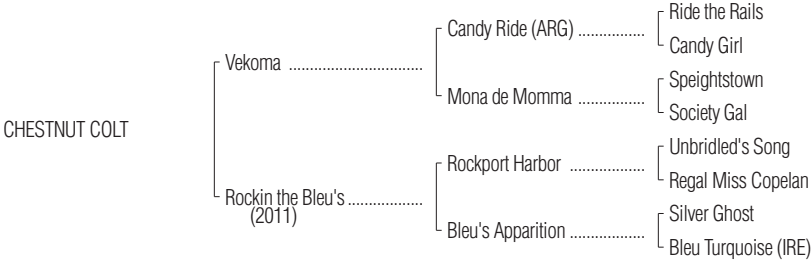 Ride the Rails
Candy Ride (ARG) ................
Candy Girl
Vekoma ................................
Speightstown
Mona de Momma ................
Society Gal
CHESTNUT COLT
Unbridled's Song
Rockport Harbor ..................
Regal Miss Copelan
Rockin the Bleu's ..................
(2011)
Silver Ghost
Bleu's Apparition ..................
Bleu Turquoise (IRE)